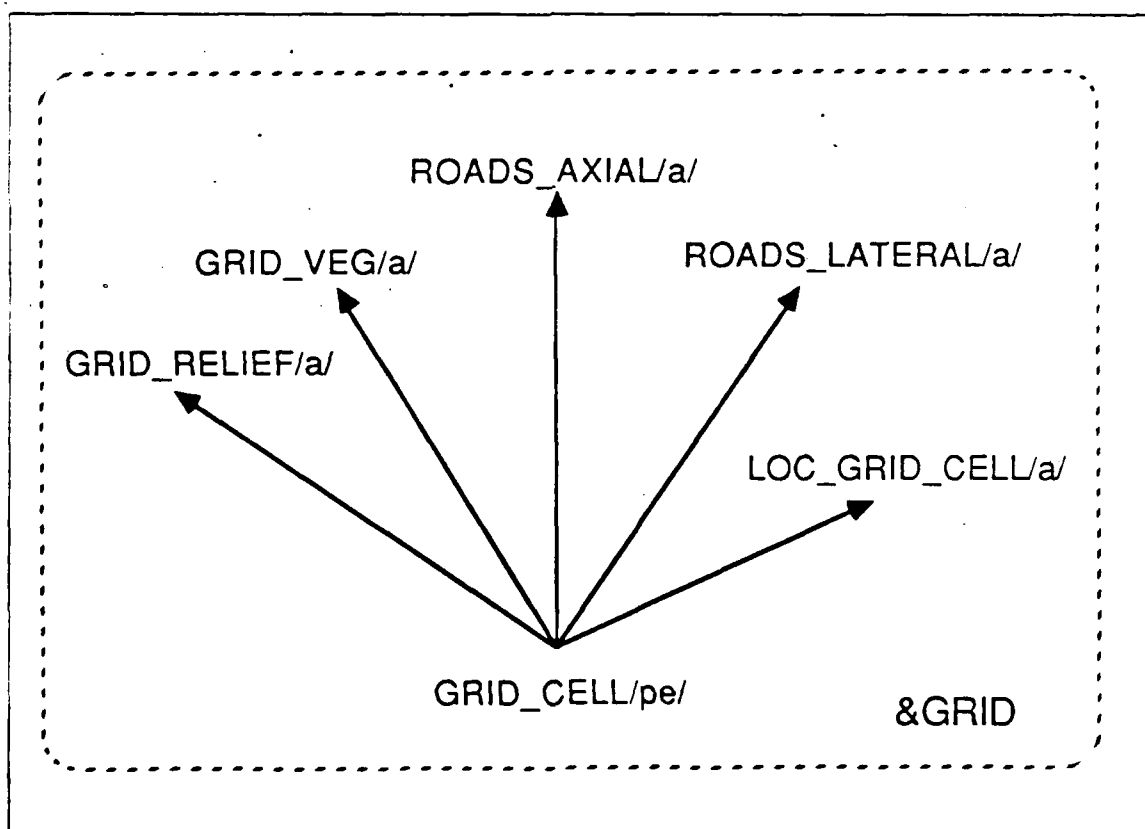 ROADS_AXIAL/a/
GRID_VEG/a/
ROADS_LATERAL/a/
GRID_RELIEF/a/
LOC_GRID_CELL/a/
GRID_CELL/pe/
&GRID